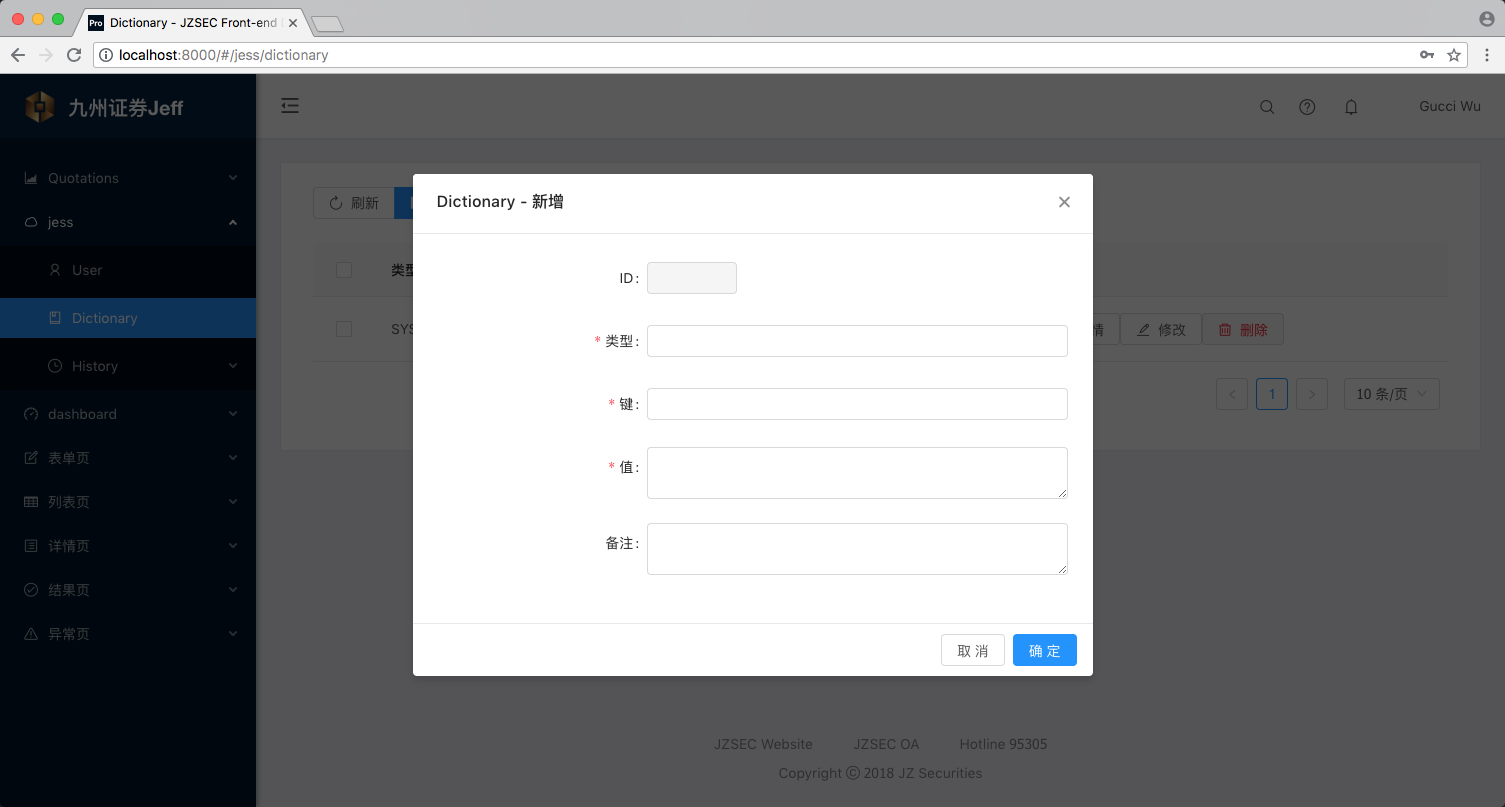 Pro Dictionary - JZSEC Front-end
localhost:8000/#/jess/dictionary
九州证券Jeff
Gucci Wu
Quotations
jess
User
Dictionary
History
dashboard
表单页
列表页
详情页
结果页
异常页
刷新
类型
SYS
情
修改
删除
1
10 条/页
Dictionary - 新增
ID:
* 类型:
* 键:
* 值:
备注:
取 消
确 定
JZSEC Website JZSEC OA Hotline 95305
Copyright © 2018 JZ Securities